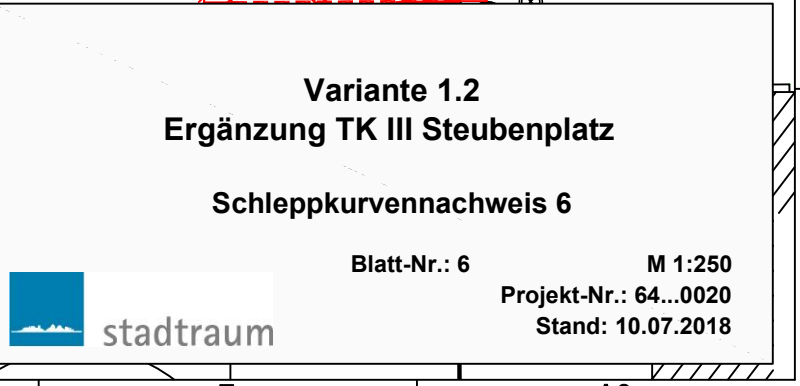 Variante 1.2
Ergänzung TK III Steubenplatz
Schleppkurvennachweis 6
Blatt-Nr.: 6 M 1:250
Projekt-Nr.: 64...0020
Stand: 10.07.2018
stadtraum